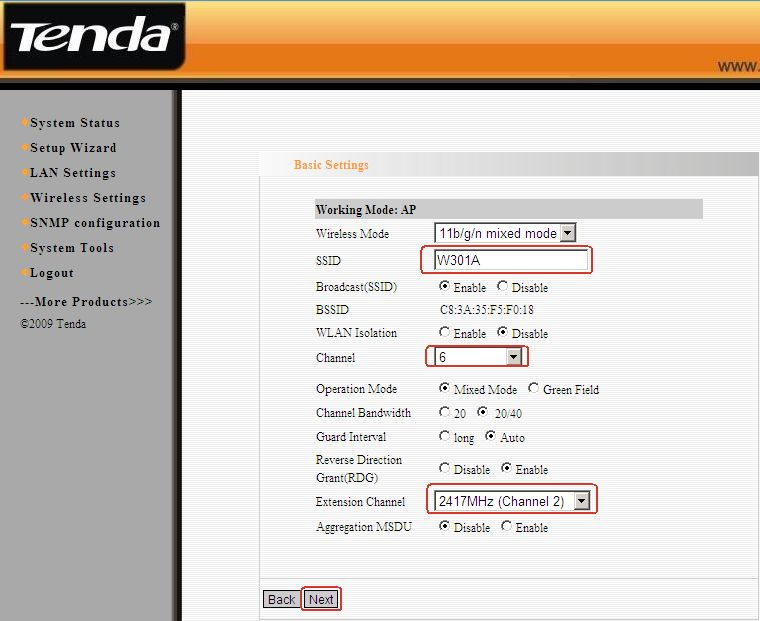 Tenda®
www.
System Status
Setup Wizard
LAN Settings
Wireless Settings
SNMP configuration
System Tools
Logout
---More Products>>>
©2009 Tenda
Basic Settings
Working Mode: AP
Wireless Mode 11b/g/n mixed mode
SSID W301A
Broadcast(SSID) Enable Disable
BSSID C8:3A:35:F5:F0:18
WLAN Isolation Enable Disable
Channel 6
Operation Mode Mixed Mode Green Field
Channel Bandwidth 20 20/40
Guard Interval long Auto
Reverse Direction
Grant(RDG) Disable Enable
Extension Channel 2417MHz (Channel 2)
Aggregation MSDU Disable Enable
Back Next